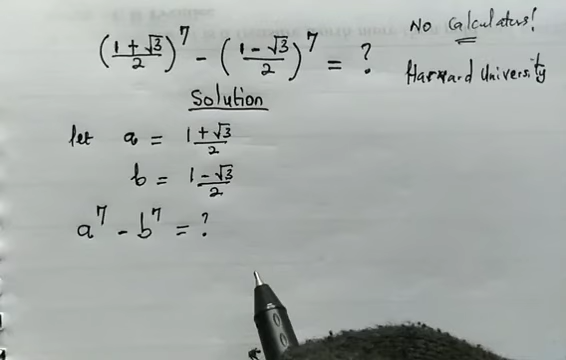 No Calculators!
((1+√3)/2)^7 - ((1-√3)/2)^7 = ?
Harvard University
Solution
let a = (1+√3)/2
b = (1-√3)/2
a^7 - b^7 = ?